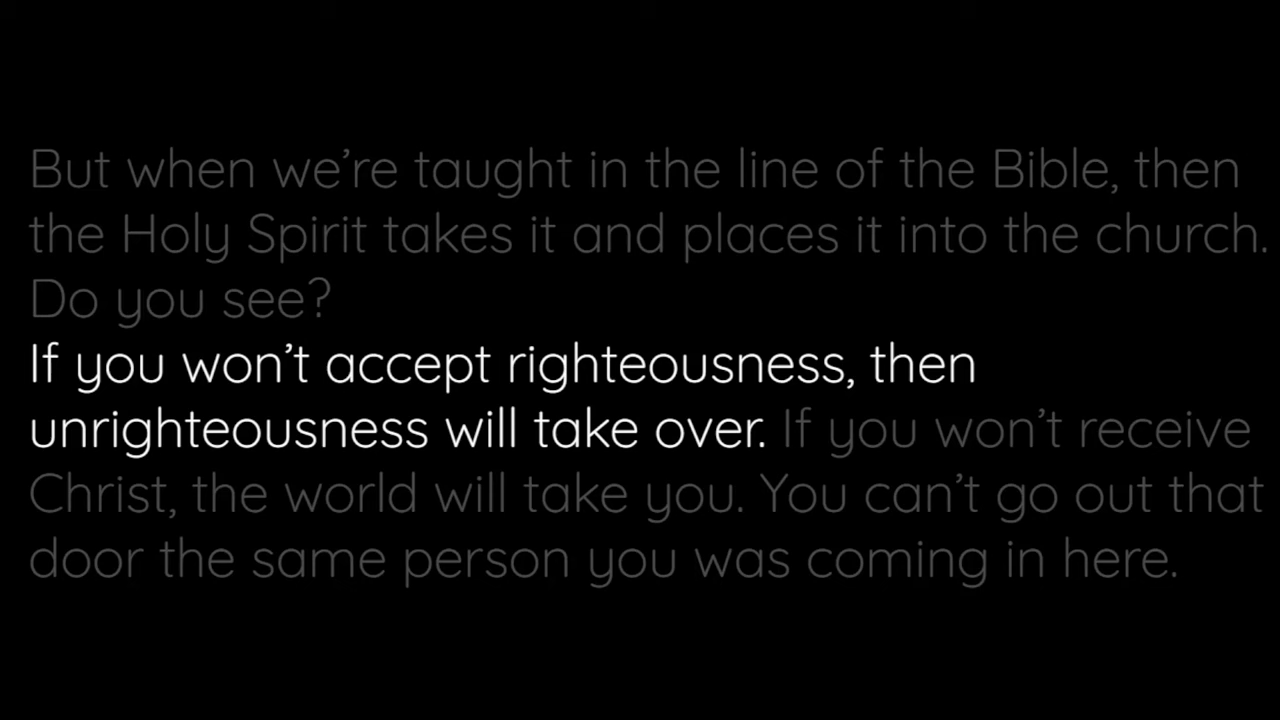 But when we’re taught in the line of the Bible, then
the Holy Spirit takes it and places it into the church.
Do you see?
If you won’t accept righteousness, then
unrighteousness will take over. If you won’t receive
Christ, the world will take you. You can’t go out that
door the same person you was coming in here.